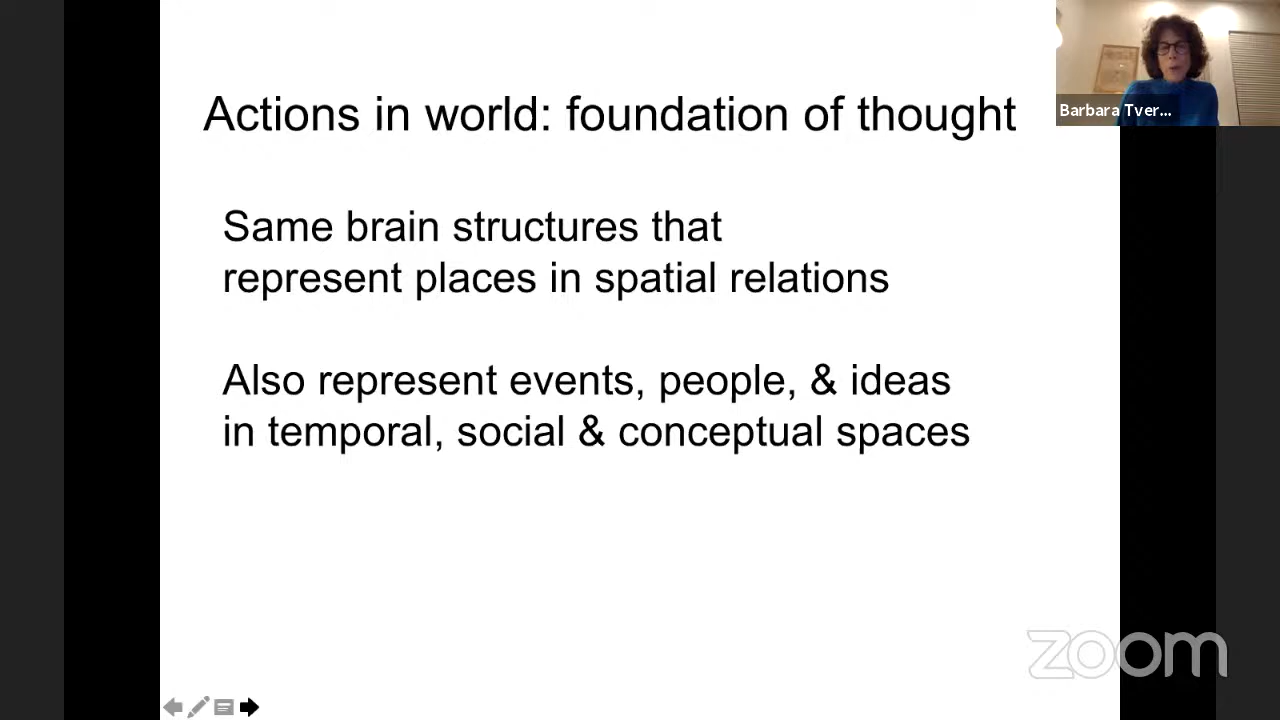 Actions in world: foundation of thought
Barbara Tver...
Same brain structures that
represent places in spatial relations
Also represent events, people, & ideas
in temporal, social & conceptual spaces
zoom